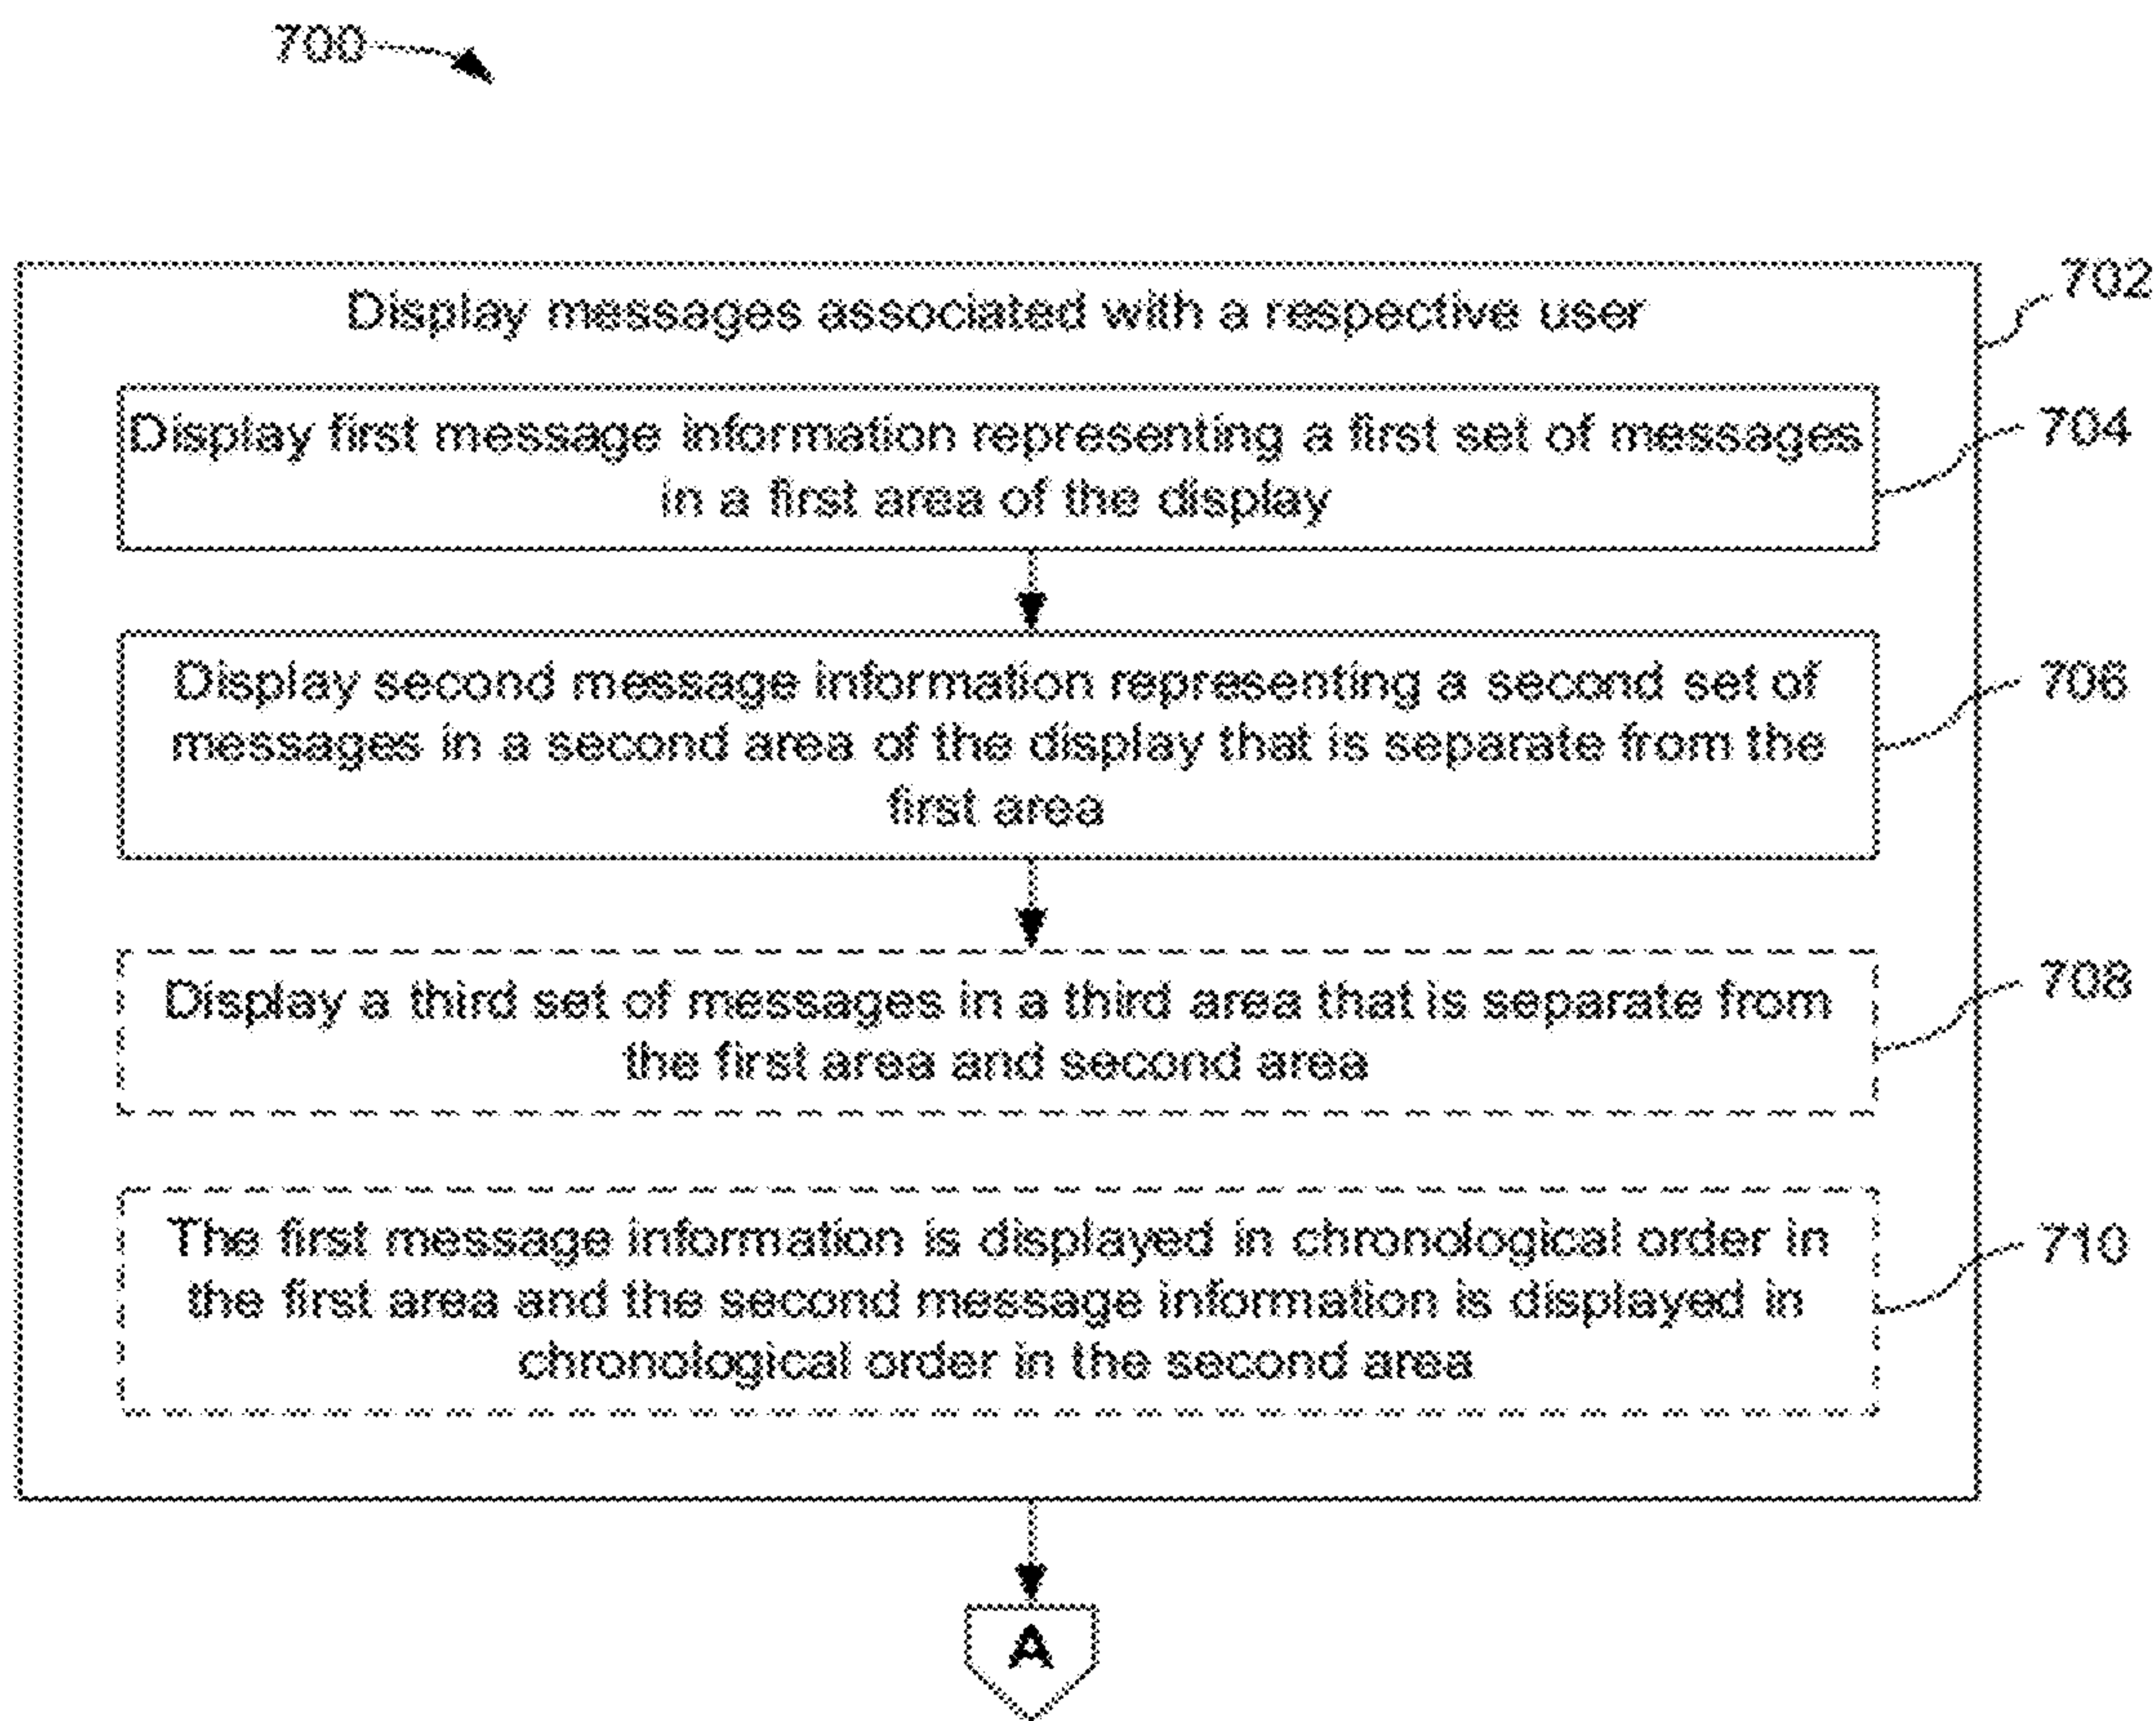 700
702
Display messages associated with a respective user
Display first message information representing a first set of messages
in a first area of the display
704
Display second message information representing a second set of
messages in a second area of the display that is separate from the
first area
706
Display a third set of messages in a third area that is separate from
the first area and second area
708
The first message information is displayed in chronological order in
the first area and the second message information is displayed in
chronological order in the second area
710
A